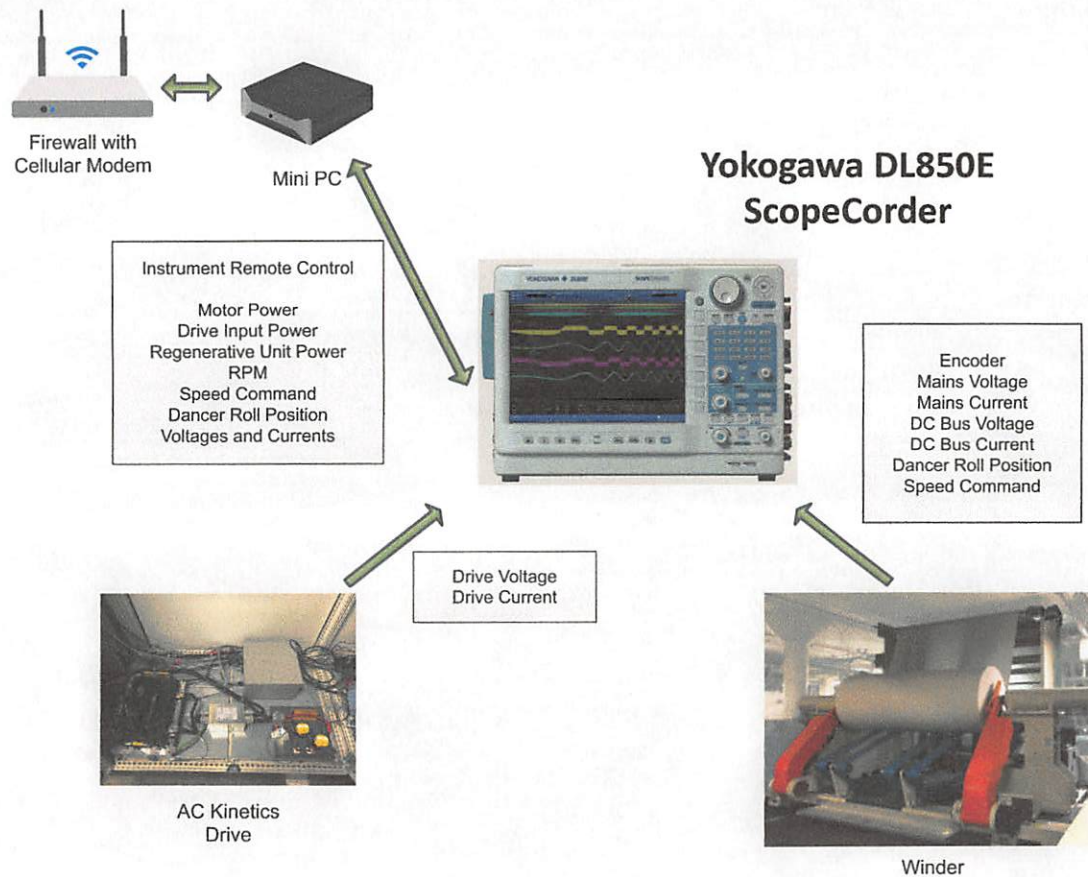 Firewall with
Cellular Modem
Mini PC
Yokogawa DL850E
ScopeCorder
Instrument Remote Control
Motor Power
Drive Input Power
Regenerative Unit Power
RPM
Speed Command
Dancer Roll Position
Voltages and Currents
YOKOGAWA
Encoder
Mains Voltage
Mains Current
DC Bus Voltage
DC Bus Current
Dancer Roll Position
Speed Command
Drive Voltage
Drive Current
AC Kinetics
Drive
Winder